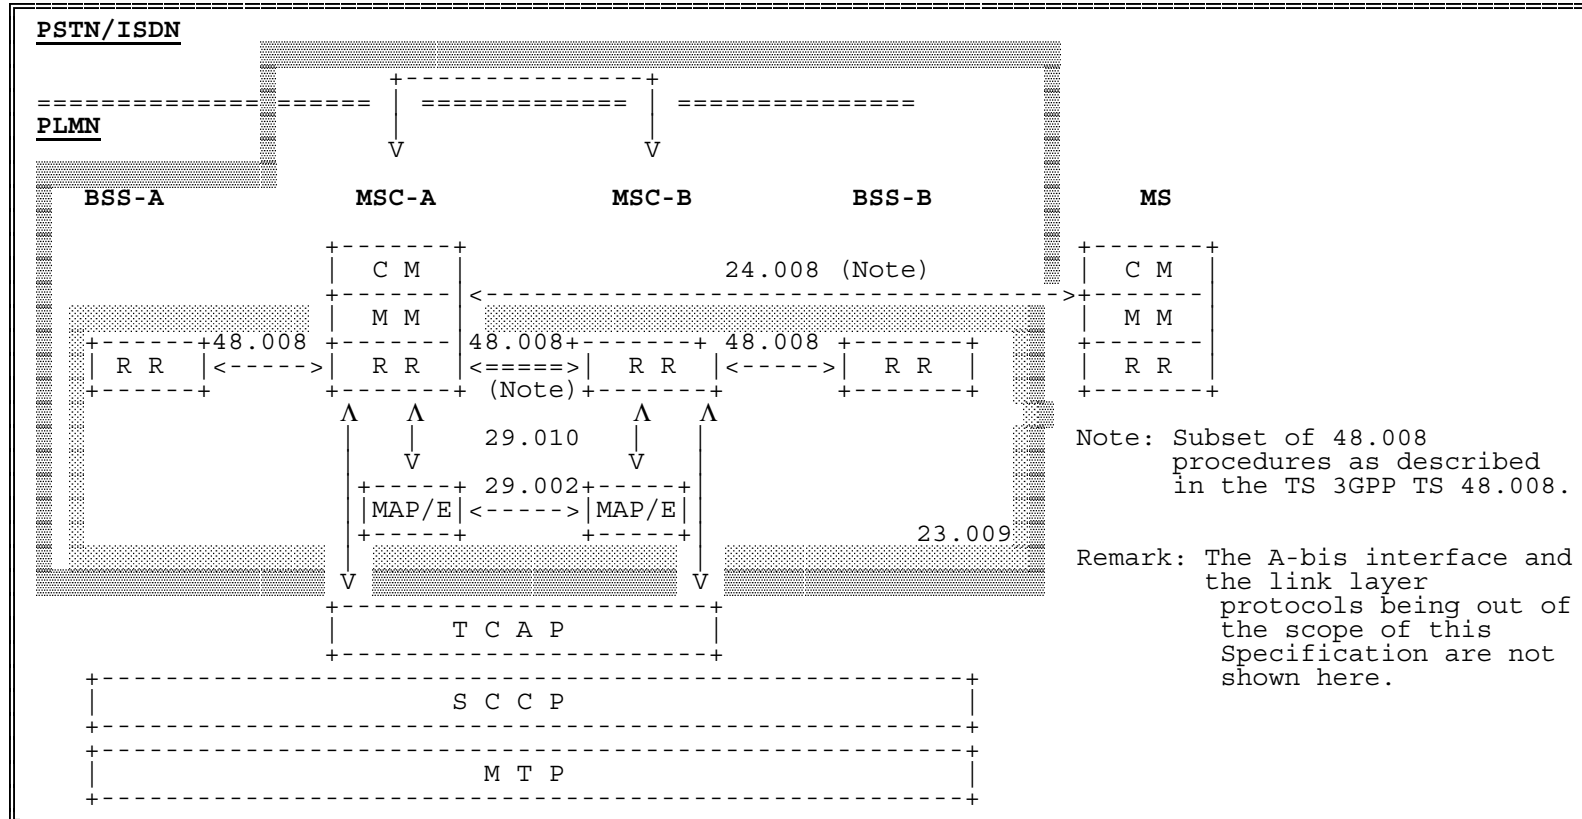 PSTN/ISDN
PLMN
BSS-A MSC-A MSC-B BSS-B MS
C M 24.008 (Note) C M
M M M M
48.008 48.008 48.008
R R R R R R R R R R
(Note)
29.010
Note: Subset of 48.008
procedures as described
in the TS 3GPP TS 48.008.
29.002
MAP/E MAP/E
23.009
Remark: The A-bis interface and
the link layer
protocols being out of
the scope of this
Specification are not
shown here.
T C A P
S C C P
M T P